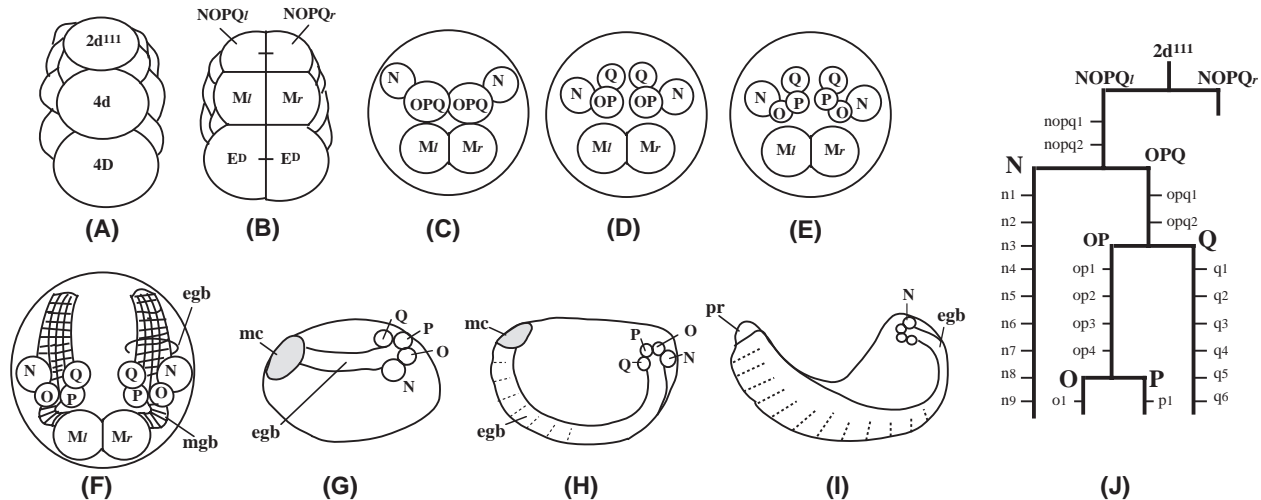 2d111
4d
4D
(A)
NOPQl NOPQr
Ml Mr
ED ED
(B)
N N
OPQ OPQ
Ml Mr
(C)
Q Q
N OP OP N
Ml Mr
(D)
Q Q
N O P P O N
Ml Mr
(E)
egb
N Q Q N
O P P O
Ml Mr
mgb
(F)
mc
Q
P
O
N
egb
(G)
mc
P
O
Q
N
egb
(H)
pr
N
egb
(I)
2d111
NOPQl NOPQr
nopq1
nopq2
N OPQ
n1 opq1
n2 opq2
n3 OP Q
n4 op1 q1
n5 op2 q2
n6 op3 q3
n7 op4 q4
n8 O P q5
n9 o1 p1 q6
(J)